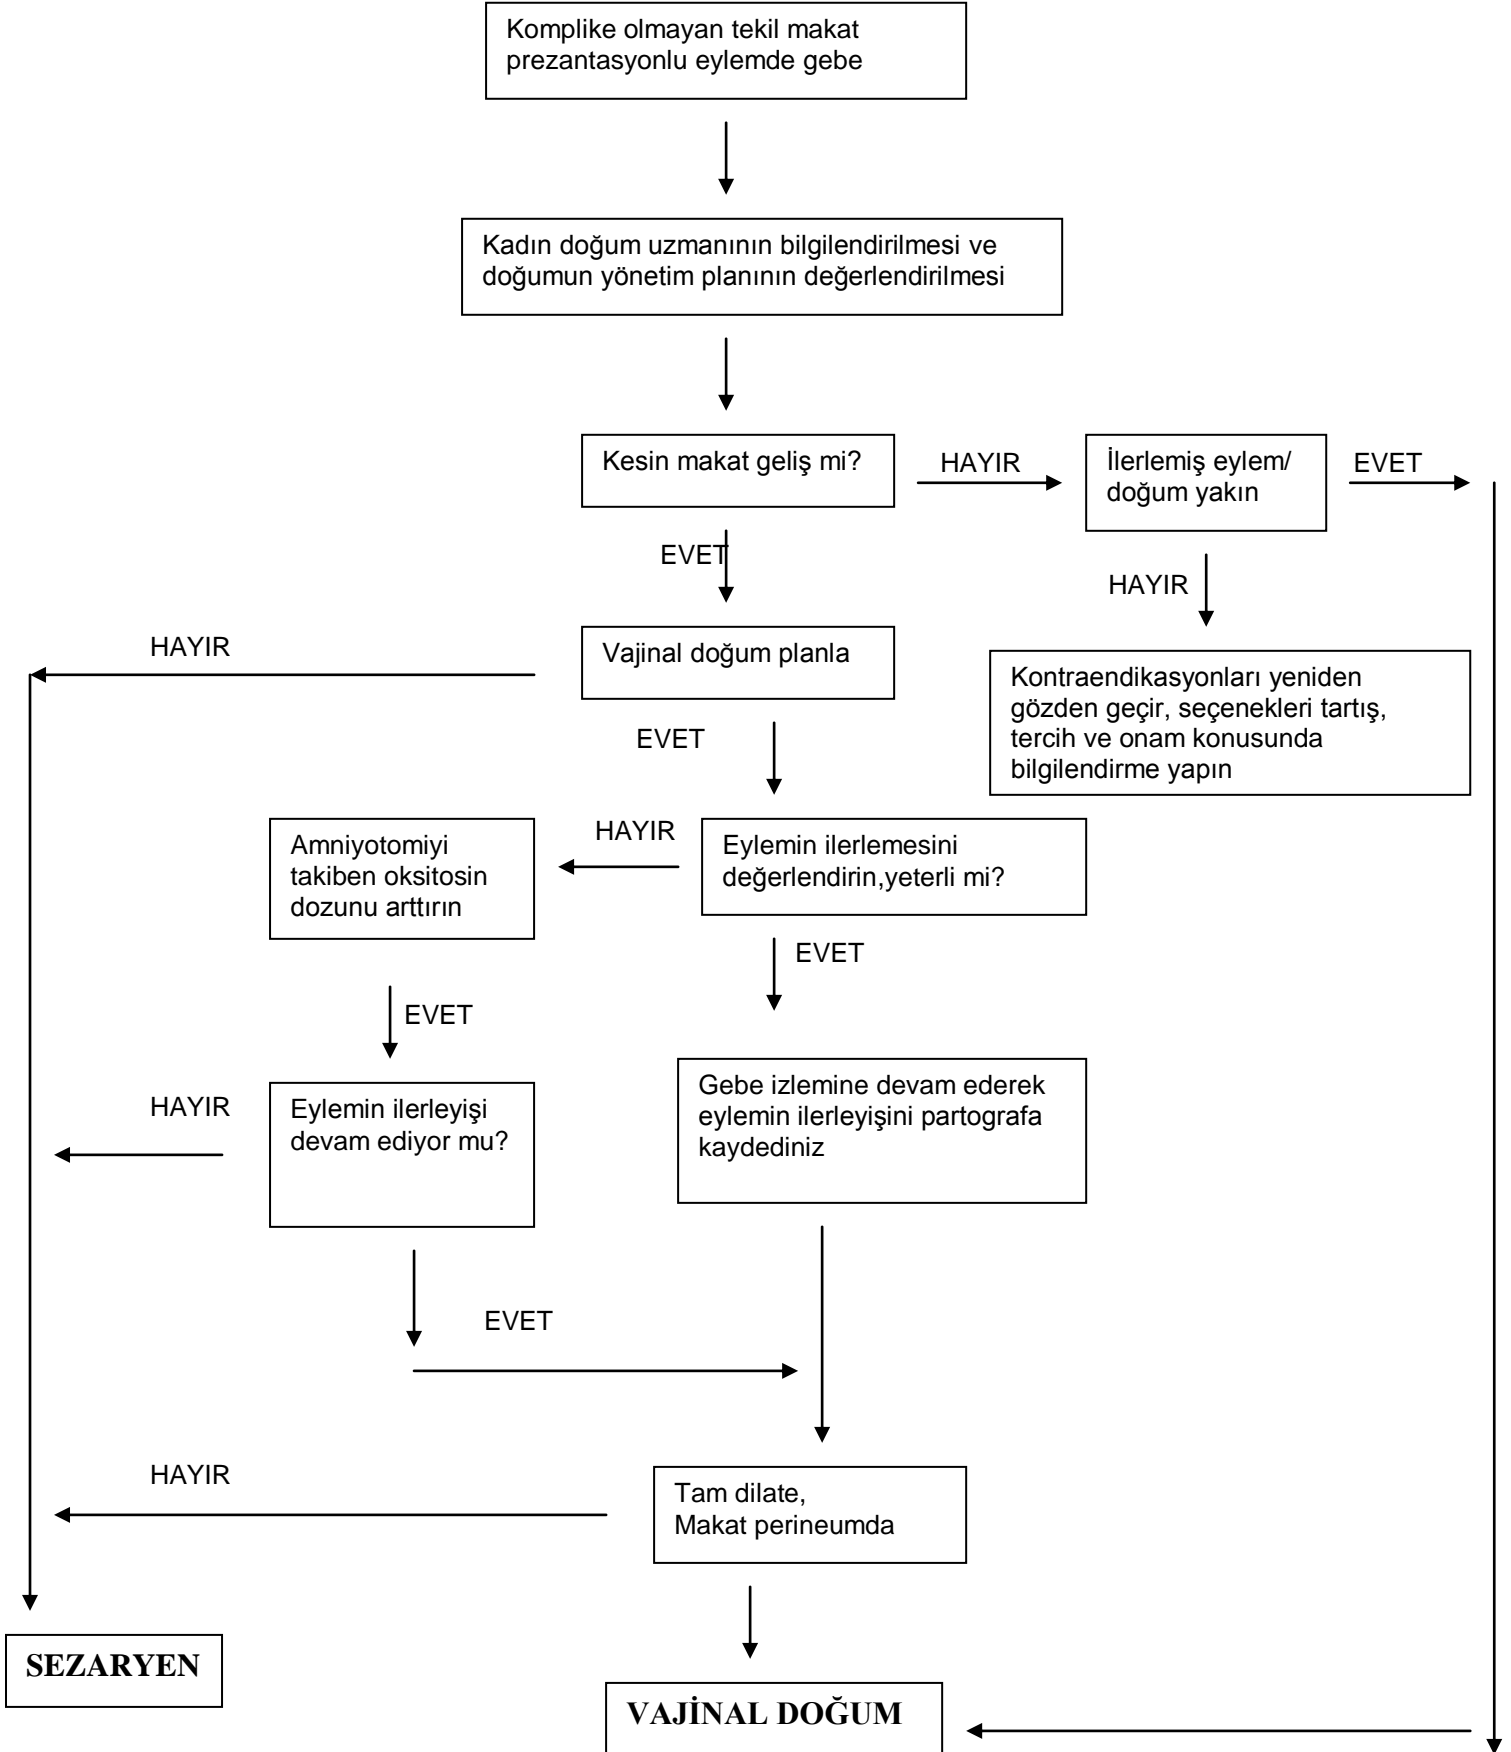 Komplike olmayan tekil makat
prezantasyonlu eylemde gebe
Kadın doğum uzmanının bilgilendirilmesi ve
doğumun yönetim planının değerlendirilmesi
Kesin makat geliş mi?
HAYIR
İlerlemiş eylem/
doğum yakın
EVET
EVET
HAYIR
HAYIR
Vajinal doğum planla
Kontraendikasyonları yeniden
gözden geçir, seçenekleri tartış,
tercih ve onam konusunda
bilgilendirme yapın
EVET
Amniyotomiyi
takiben oksitosin
dozunu arttırın
HAYIR
Eylemin ilerlemesini
değerlendirin,yeterli mi?
EVET
EVET
HAYIR
Eylemin ilerleyişi
devam ediyor mu?
Gebe izlemine devam ederek
eylemin ilerleyişini partografa
kaydediniz
EVET
HAYIR
Tam dilate,
Makat perineumda
SEZARYEN
VAJİNAL DOĞUM